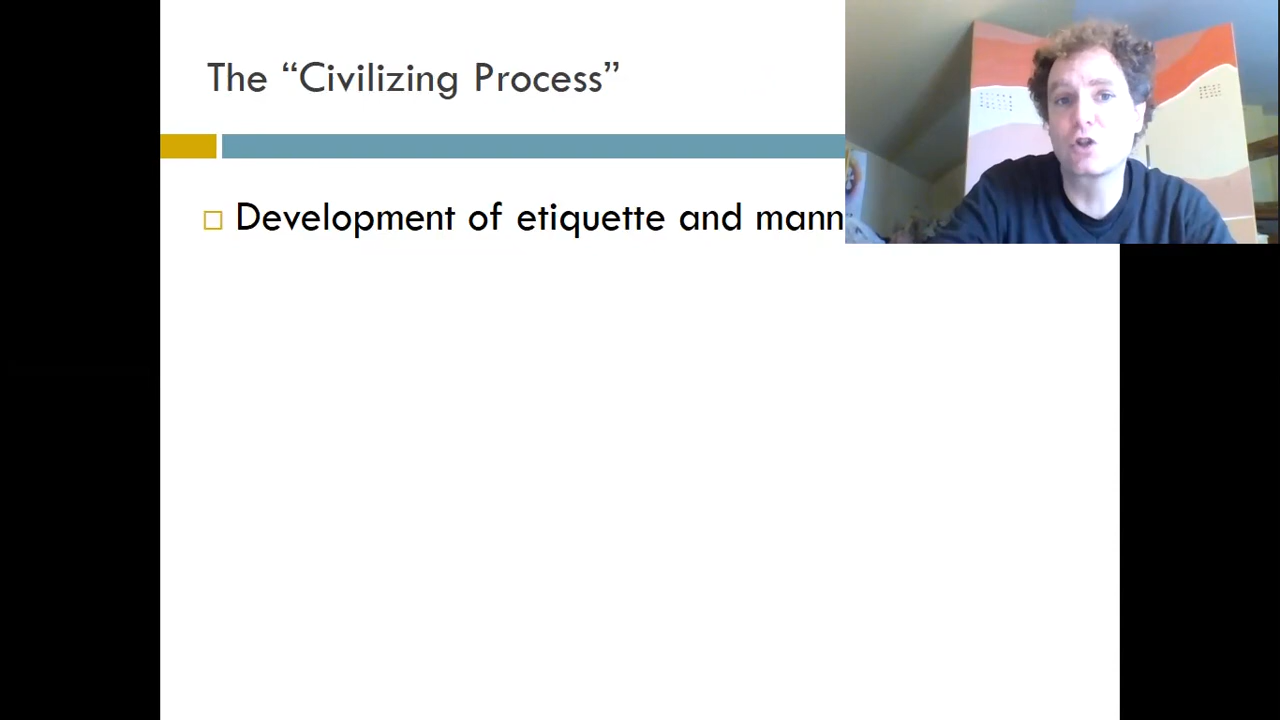 The “Civilizing Process”
Development of etiquette and mann